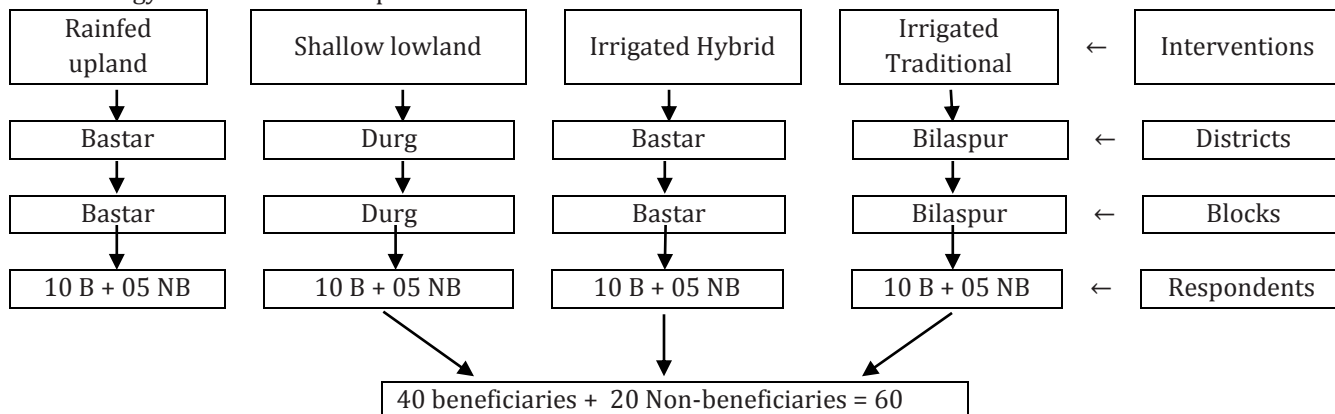 Rainfed upland
Shallow lowland
Irrigated Hybrid
Irrigated Traditional
←
Interventions
Bastar
Durg
Bastar
Bilaspur
←
Districts
Bastar
Durg
Bastar
Bilaspur
←
Blocks
10 B + 05 NB
10 B + 05 NB
10 B + 05 NB
10 B + 05 NB
←
Respondents
40 beneficiaries + 20 Non-beneficiaries = 60